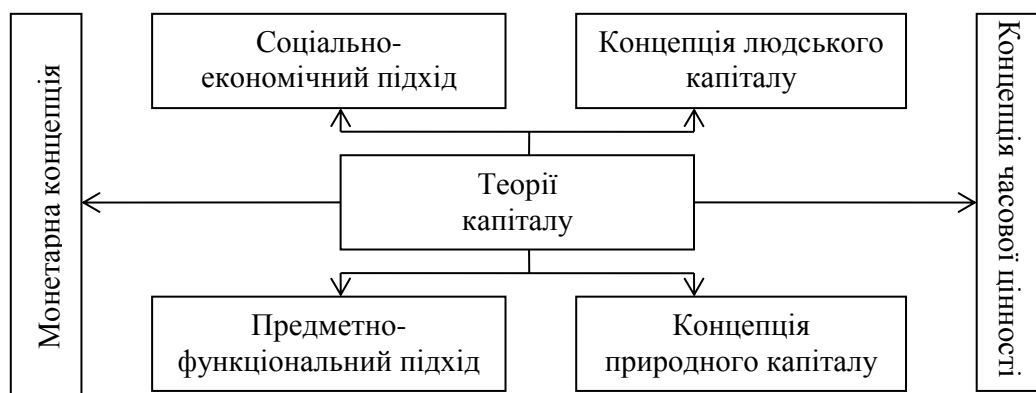 Монетарна концепція
Соціально-
економічний підхід
Концепція людського
капіталу
Теорії
капіталу
Предметно-
функціональний підхід
Концепція
природного капіталу
Концепція часової цінності